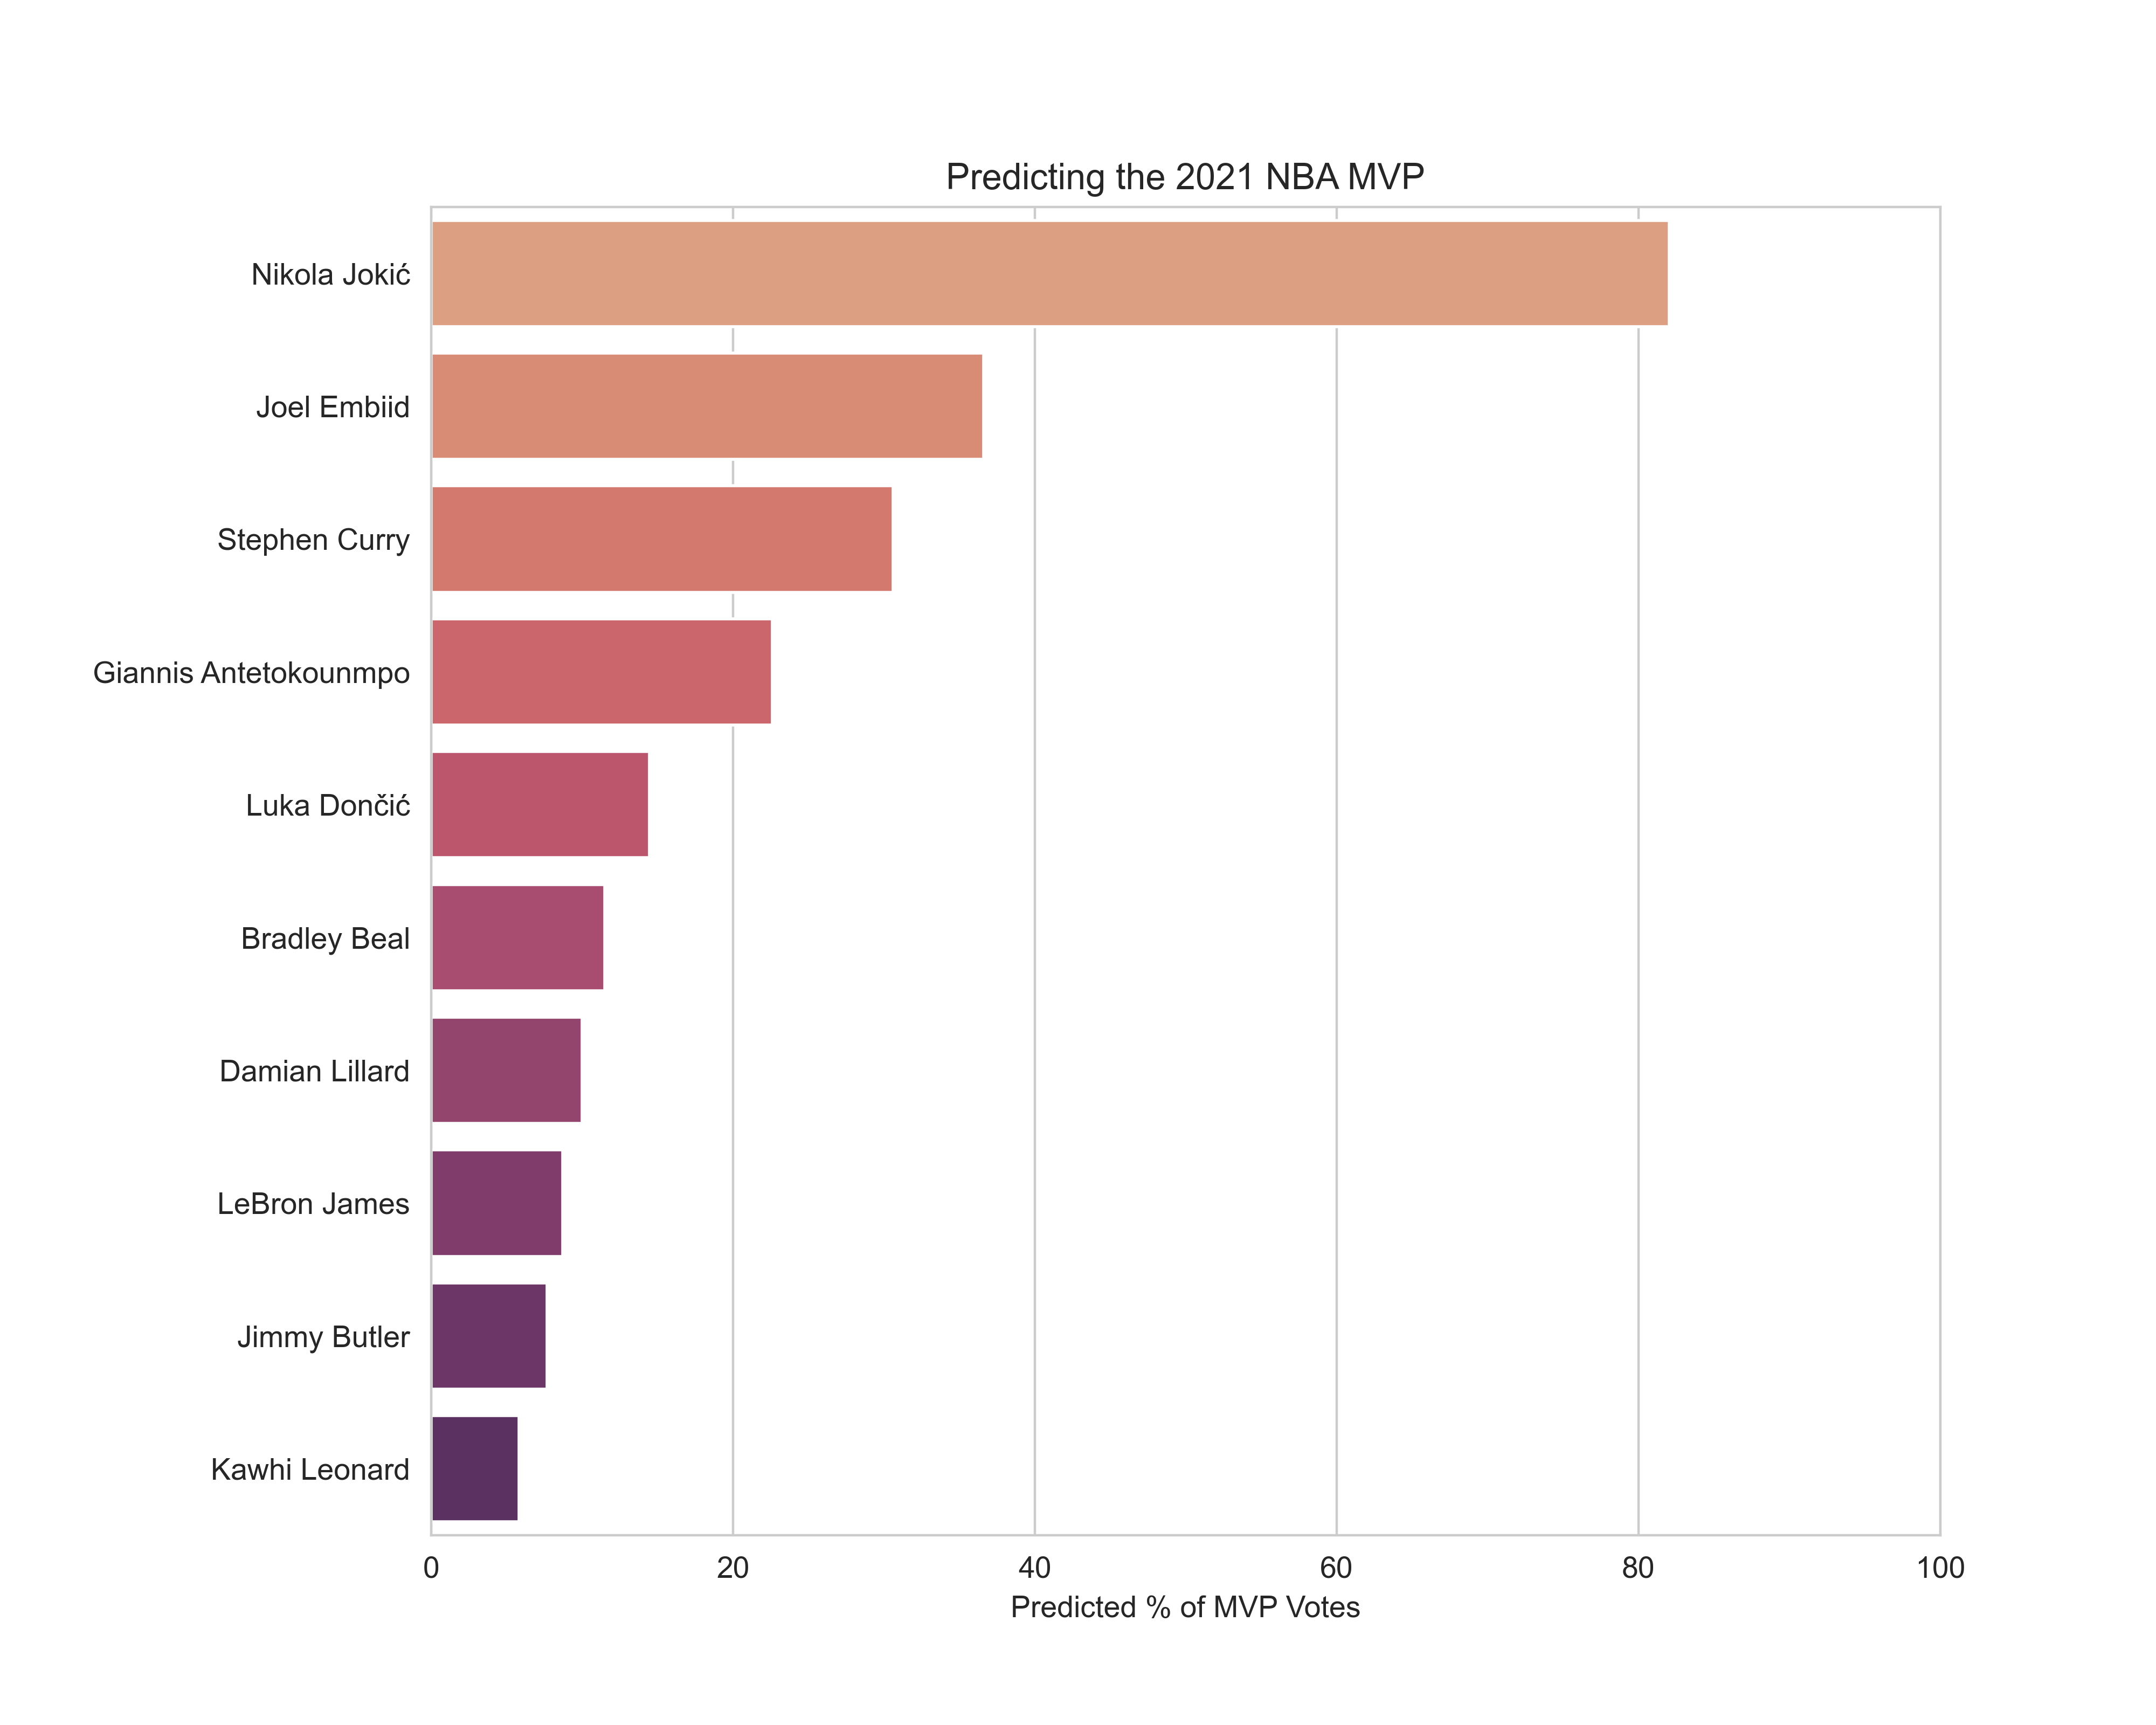 Predicting the 2021 NBA MVP
Nikola Jokić
Joel Embiid
Stephen Curry
Giannis Antetokounmpo
Luka Dončić
Bradley Beal
Damian Lillard
LeBron James
Jimmy Butler
Kawhi Leonard
0 20 40 60 80 100
Predicted % of MVP Votes